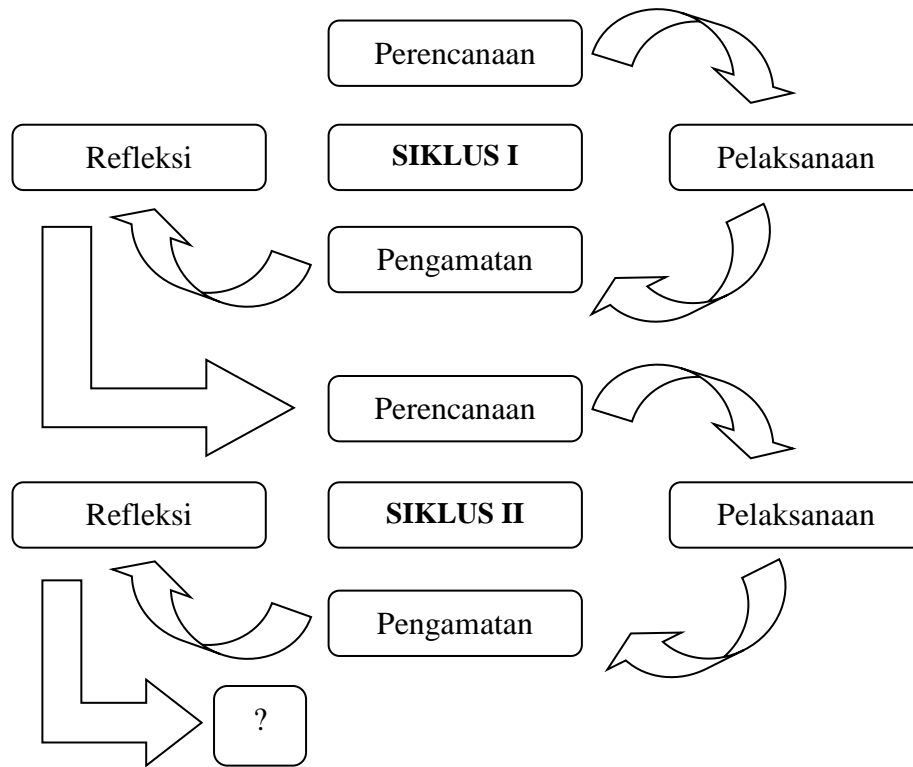 Perencanaan
Refleksi
SIKLUS I
Pelaksanaan
Pengamatan
Perencanaan
Refleksi
SIKLUS II
Pelaksanaan
Pengamatan
?